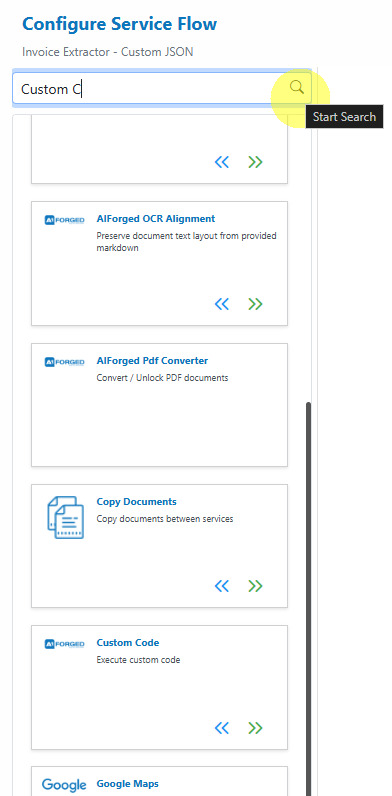 Configure Service Flow
Invoice Extractor - Custom JSON
Custom C
Start Search
AIFORGED
AIForged OCR Alignment
Preserve document text layout from provided
markdown
AIFORGED
AIForged Pdf Converter
Convert / Unlock PDF documents
Copy Documents
Copy documents between services
AIFORGED
Custom Code
Execute custom code
Google
Google Maps